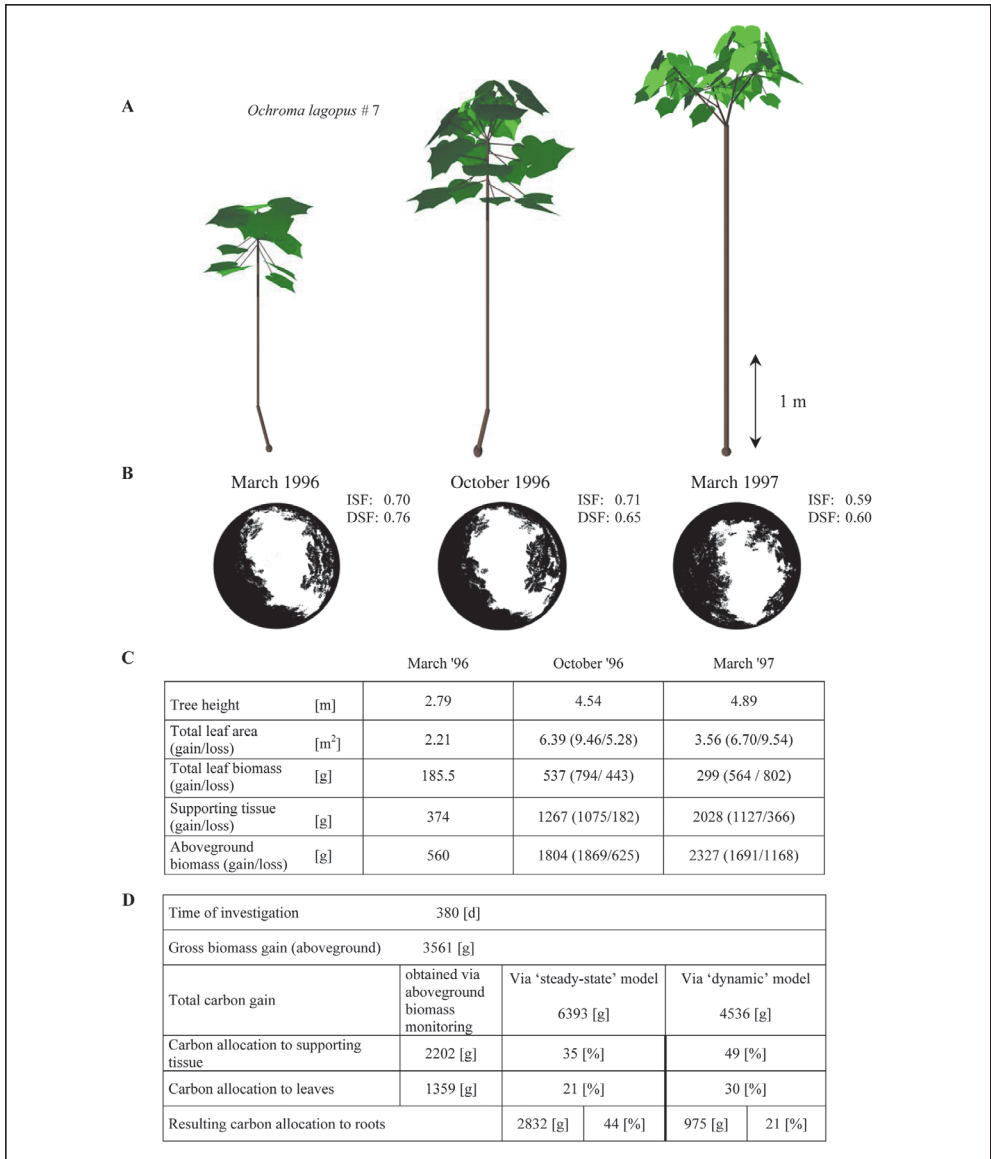 A
Ochroma lagopus # 7
1 m
B
March 1996
ISF: 0.70
DSF: 0.76
October 1996
ISF: 0.71
DSF: 0.65
March 1997
ISF: 0.59
DSF: 0.60
C
March '96 October '96 March '97
Tree height [m] 2.79 4.54 4.89
Total leaf area
(gain/loss) [m²] 2.21 6.39 (9.46/5.28) 3.56 (6.70/9.54)
Total leaf biomass
(gain/loss) [g] 185.5 537 (794/ 443) 299 (564 / 802)
Supporting tissue
(gain/loss) [g] 374 1267 (1075/182) 2028 (1127/366)
Aboveground
biomass (gain/loss) [g] 560 1804 (1869/625) 2327 (1691/1168)
D
Time of investigation 380 [d]
Gross biomass gain (aboveground) 3561 [g]
Total carbon gain
obtained via
aboveground
biomass
monitoring
Via 'steady-state' model
6393 [g]
Via 'dynamic' model
4536 [g]
Carbon allocation to supporting
tissue
2202 [g] 35 [%] 49 [%]
Carbon allocation to leaves 1359 [g] 21 [%] 30 [%]
Resulting carbon allocation to roots 2832 [g] 44 [%] 975 [g] 21 [%]